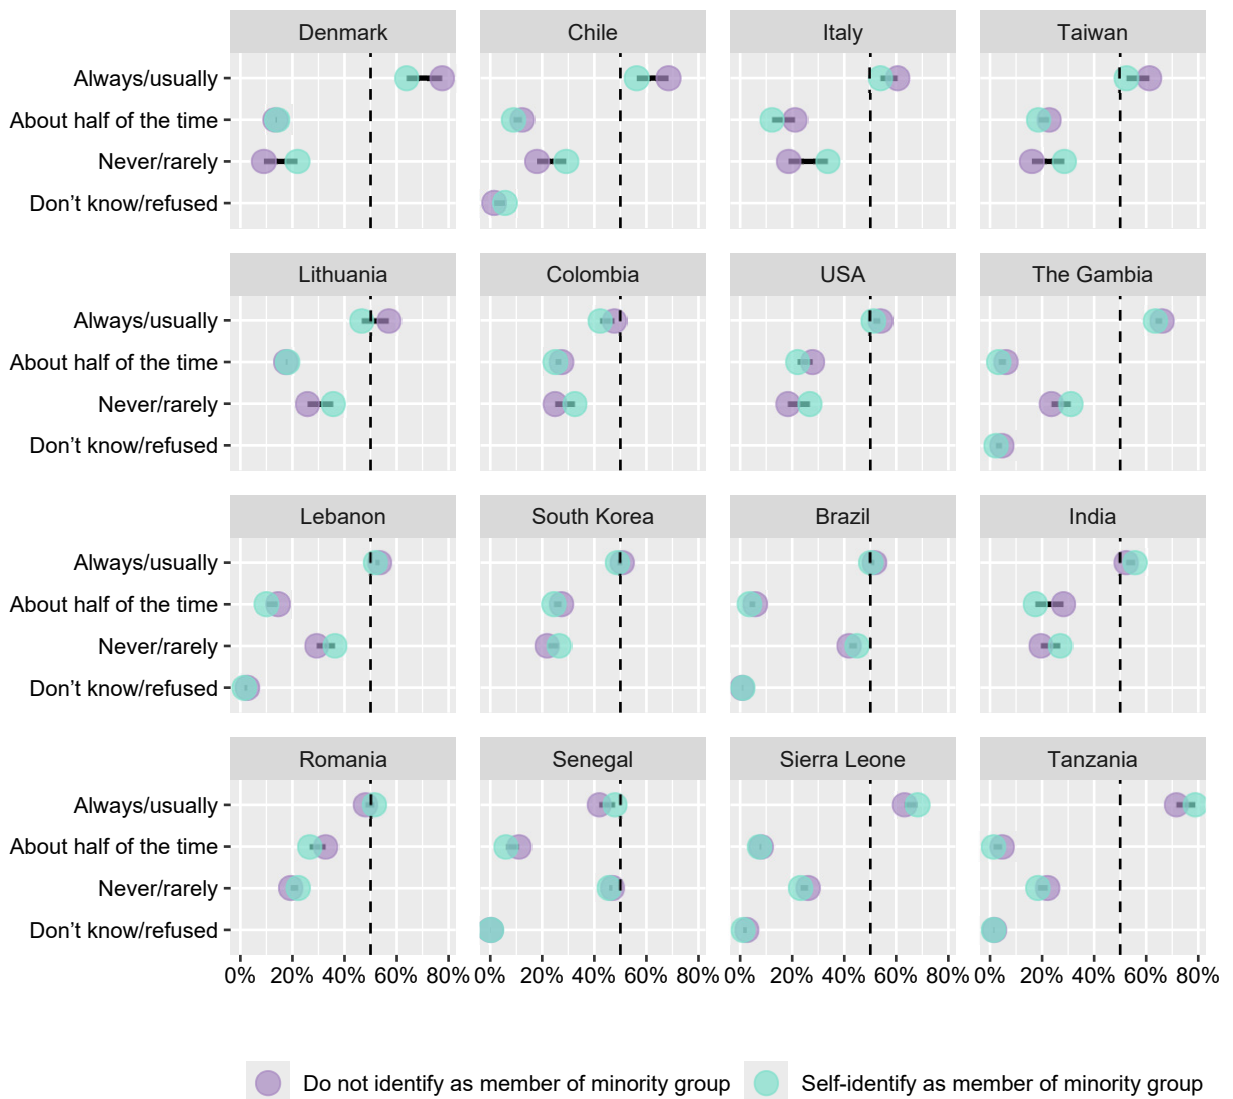 Denmark Chile Italy Taiwan
Always/usually
About half of the time
Never/rarely
Don’t know/refused
Lithuania Colombia USA The Gambia
Always/usually
About half of the time
Never/rarely
Don’t know/refused
Lebanon South Korea Brazil India
Always/usually
About half of the time
Never/rarely
Don’t know/refused
Romania Senegal Sierra Leone Tanzania
Always/usually
About half of the time
Never/rarely
Don’t know/refused
0% 20% 40% 60% 80% 0% 20% 40% 60% 80% 0% 20% 40% 60% 80% 0% 20% 40% 60% 80%
Do not identify as member of minority group Self-identify as member of minority group